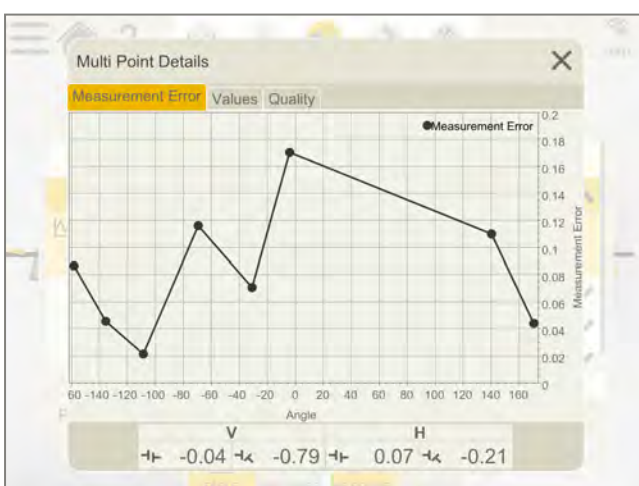 Multi Point Details
Measurement Error Values Quality
Measurement Error
0.2
0.18
0.16
0.14
0.12
0.1
0.08
0.06
0.04
0.02
0
Measurement Error
60 -140 -120 -100 -80 -60 -40 -20 0 20 40 60 80 100 120 140 160
Angle
V H
-0.04 -0.79 0.07 -0.21